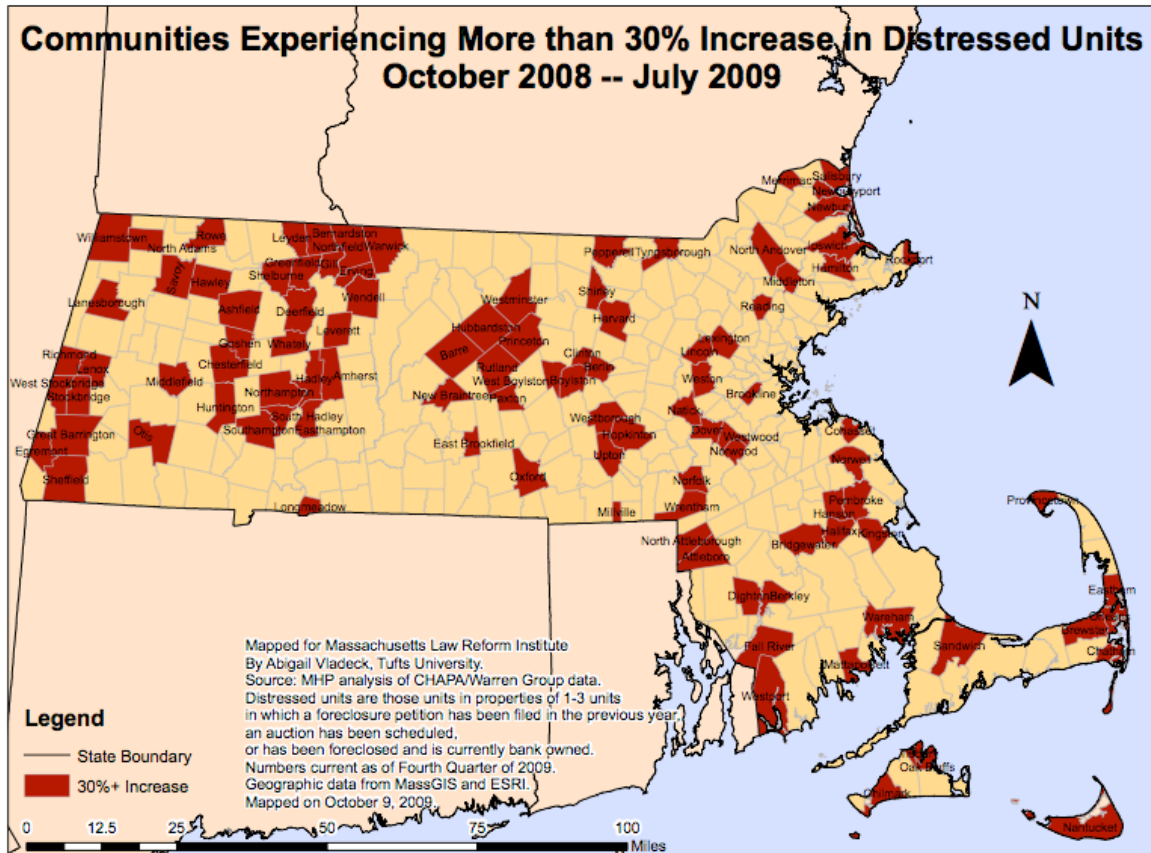 Communities Experiencing More than 30% Increase in Distressed Units
October 2008 -- July 2009
Salisbury
Merrimac
Newburyport
Newbury
Williamstown
North Adams
Rowe
Leyden
Bernardston
Northfield
Warwick
Pepperell
Tyngsborough
North Andover
Ipswich
Rockport
Hamilton
Middleton
Greenfield
Gill
Erving
Shelburne
Savoy
Hawley
Wendell
Lanesborough
Ashfield
Deerfield
Westminster
Shirley
Harvard
Reading
N
Leverett
Hubbardston
Princeton
Goshen
Whately
Lexington
Lincoln
Barre
Clinton
Richmond
Lenox
Chesterfield
Rutland
Berlin
West Stockbridge
Middlefield
Hadley
Amherst
West Boylston
Boylston
Weston
Stockbridge
Northampton
New Braintree
Paxton
Brookline
Huntington
South Hadley
Westborough
Natick
Great Barrington
Otis
Southampton
Easthampton
East Brookfield
Hopkinton
Dover
Westwood
Cohasset
Egremont
Upton
Norwood
Norwell
Sheffield
Oxford
Norfolk
Longmeadow
Millville
Wrentham
Pembroke
Hanson
Provincetown
North Attleborough
Attleboro
Bridgewater
Halifax
Kingston
Dighton
Berkley
Eastham
Wareham
Brewster
Fall River
Sandwich
Chatham
Mattapoisett
Westport
Oak Bluffs
Chilmark
Nantucket
Mapped for Massachusetts Law Reform Institute
By Abigail Vladeck, Tufts University.
Source: MHP analysis of CHAPA/Warren Group data.
Distressed units are those units in properties of 1-3 units
in which a foreclosure petition has been filed in the previous year,
an auction has been scheduled,
or has been foreclosed and is currently bank owned.
Numbers current as of Fourth Quarter of 2009.
Geographic data from MassGIS and ESRI.
Mapped on October 9, 2009.
Legend
State Boundary
30%+ Increase
0 12.5 25 50 75 100
Miles